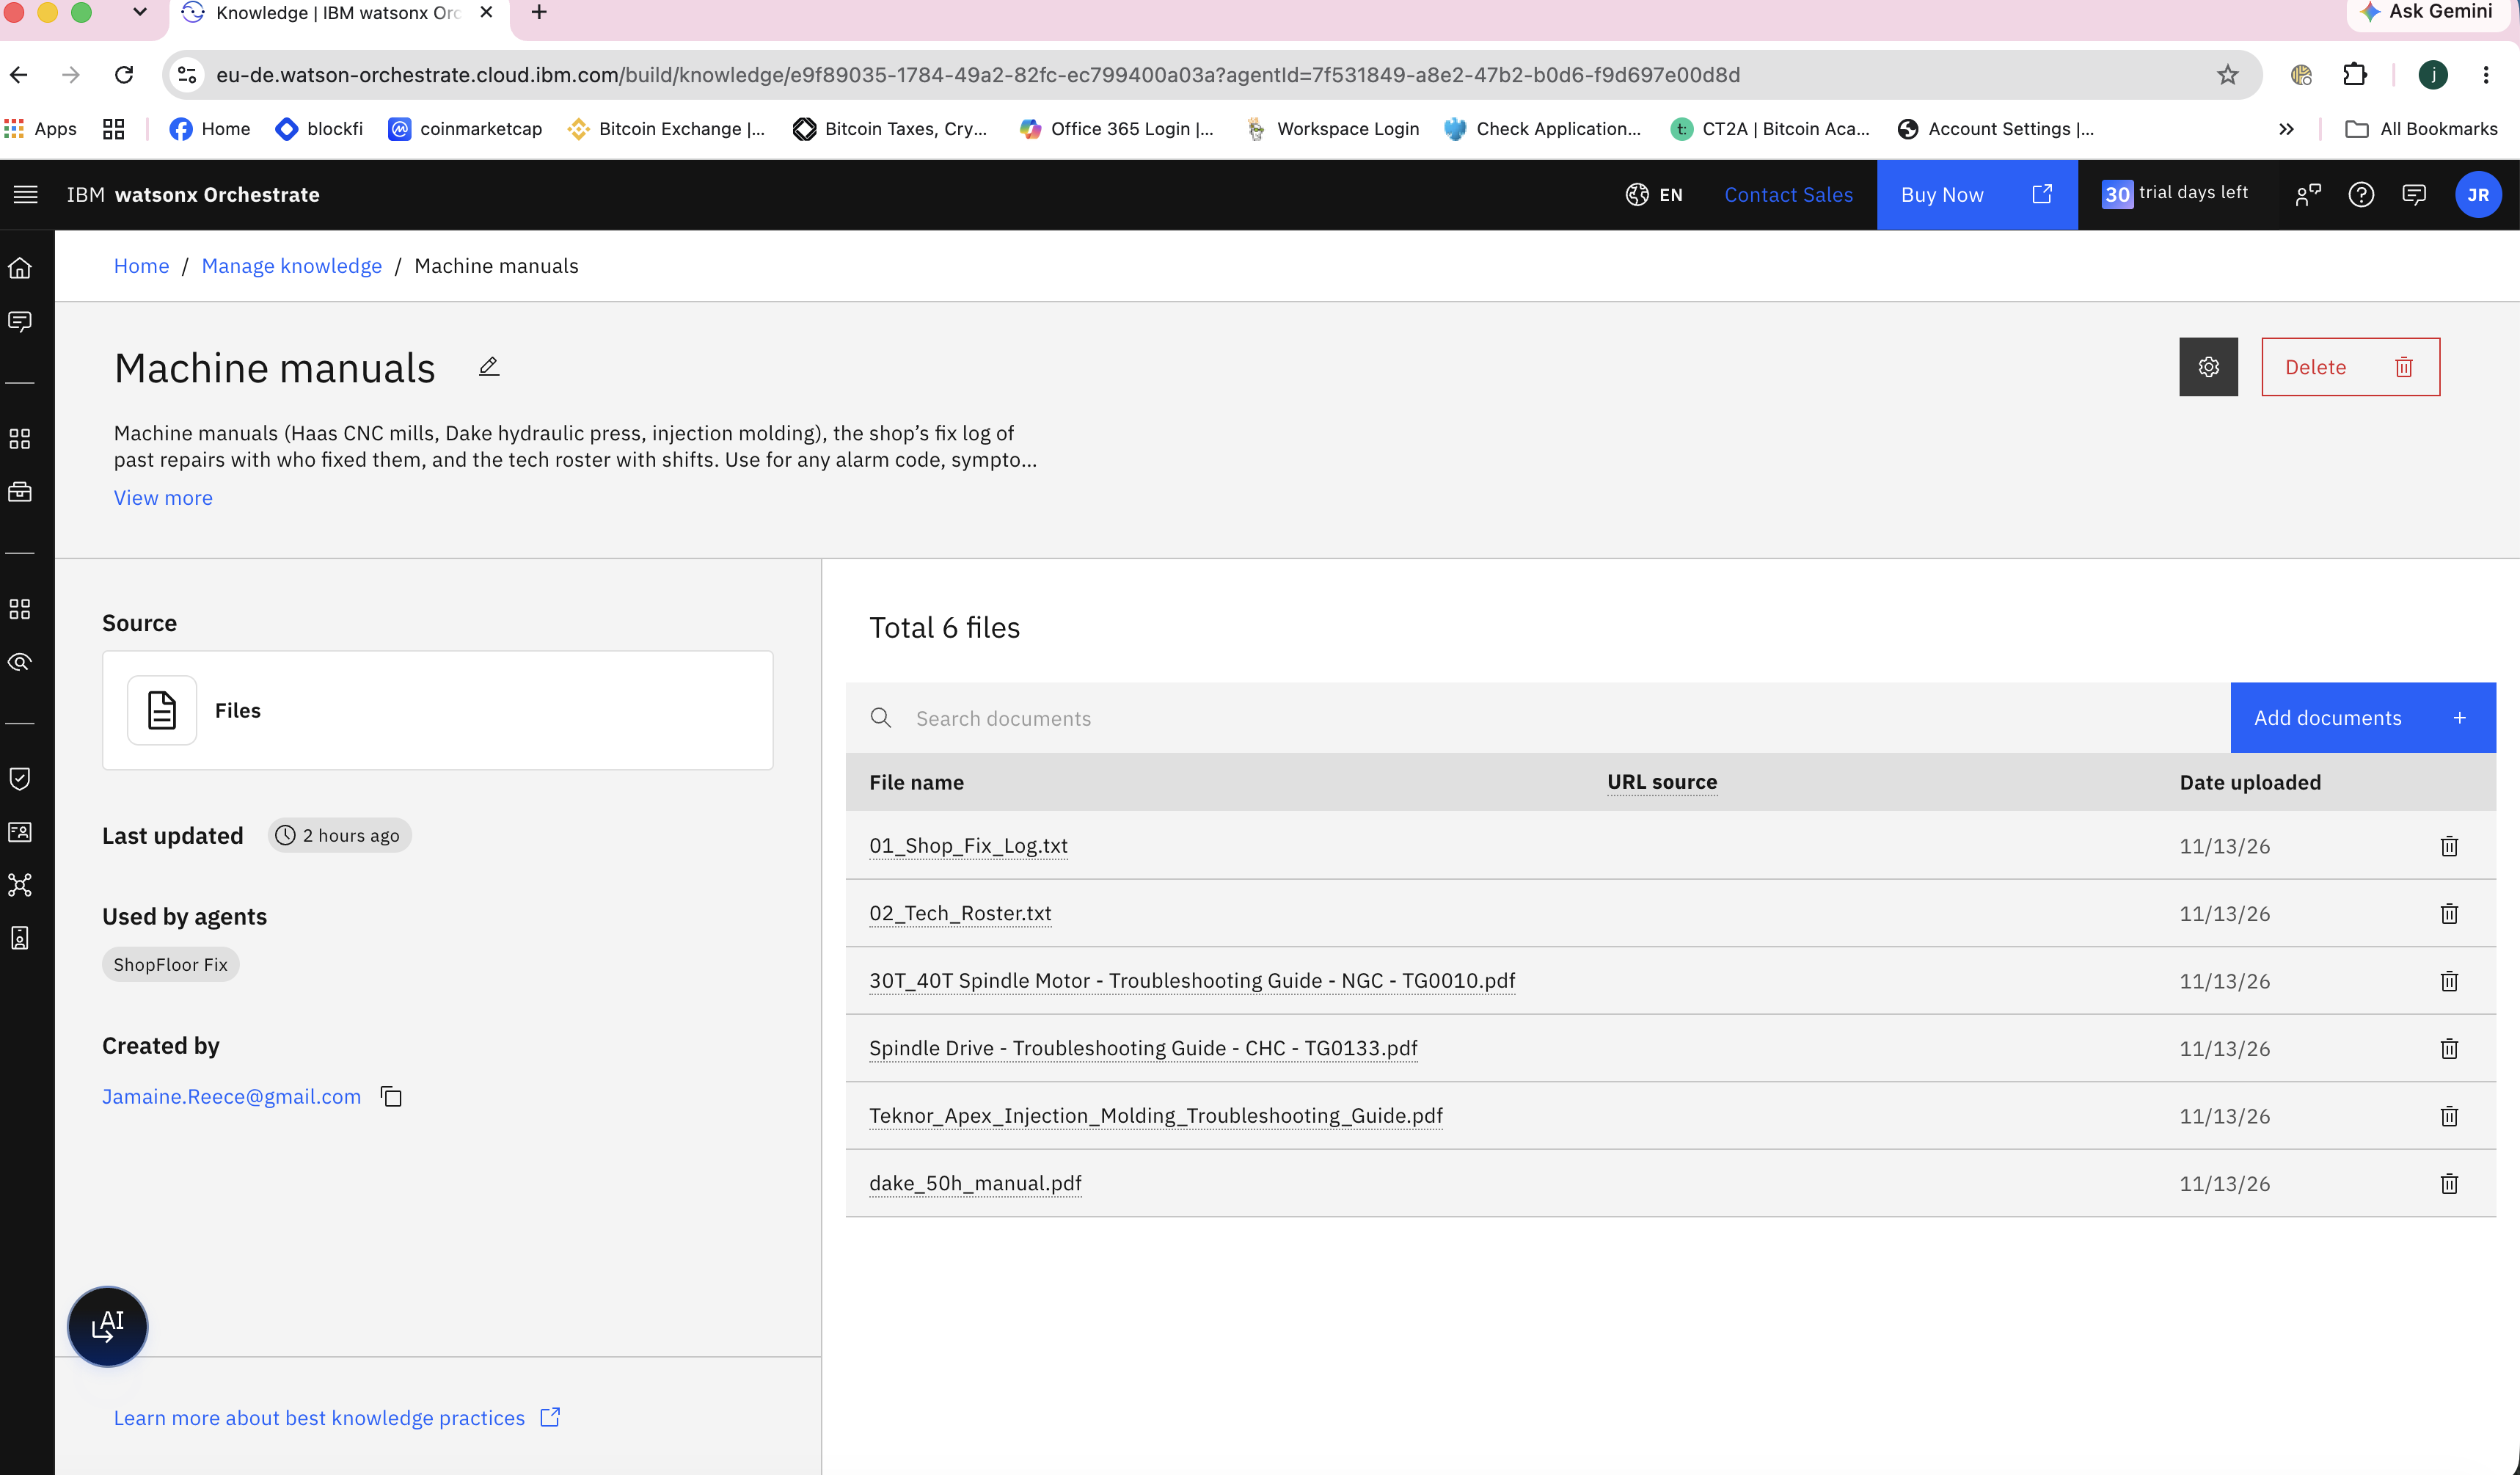 Knowledge | IBM watsonx Orc
Ask Gemini
eu-de.watson-orchestrate.cloud.ibm.com/build/knowledge/e9f89035-1784-49a2-82fc-ec799400a03a?agentId=7f531849-a8e2-47b2-b0d6-f9d697e00d8d
j
Apps
Home
blockfi
coinmarketcap
Bitcoin Exchange |...
Bitcoin Taxes, Cry...
Office 365 Login |...
Workspace Login
Check Application...
t:
CT2A | Bitcoin Aca...
Account Settings |...
All Bookmarks
IBM watsonx Orchestrate
EN
Contact Sales
Buy Now
30 trial days left
JR
Home / Manage knowledge / Machine manuals
Machine manuals
Delete
Machine manuals (Haas CNC mills, Dake hydraulic press, injection molding), the shop’s fix log of
past repairs with who fixed them, and the tech roster with shifts. Use for any alarm code, sympto...
View more
Source
Files
Last updated
2 hours ago
Used by agents
ShopFloor Fix
Created by
Jamaine.Reece@gmail.com
AI
Learn more about best knowledge practices
Total 6 files
Search documents
Add documents +
File name
URL source
Date uploaded
01_Shop_Fix_Log.txt
11/13/26
02_Tech_Roster.txt
11/13/26
30T_40T Spindle Motor - Troubleshooting Guide - NGC - TG0010.pdf
11/13/26
Spindle Drive - Troubleshooting Guide - CHC - TG0133.pdf
11/13/26
Teknor_Apex_Injection_Molding_Troubleshooting_Guide.pdf
11/13/26
dake_50h_manual.pdf
11/13/26